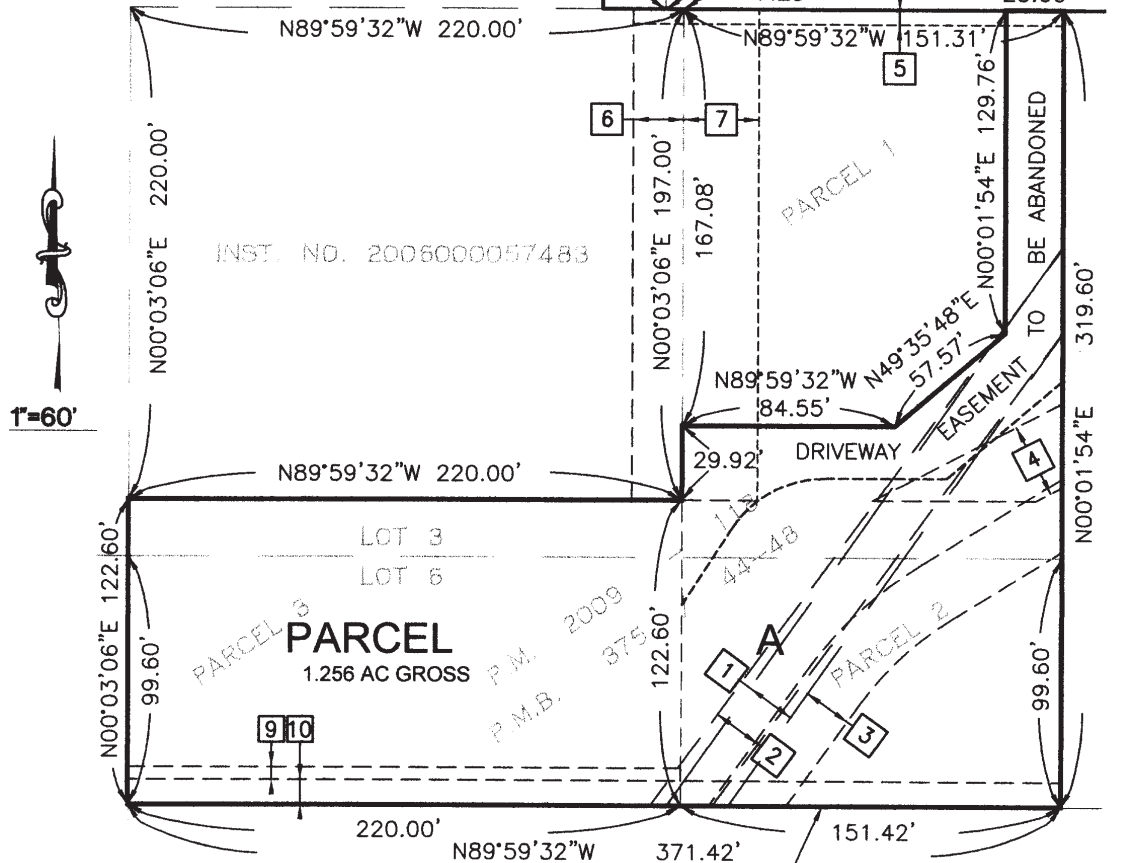 N89°59'32"W 220.00'
N89°59'32"W 151.31'
5
6
7
N00°03'06"E 220.00'
N00°03'06"E 197.00'
167.08'
PARCEL 1
N00°01'54"E 129.76'
BE ABANDONED
TO
INST. NO. 2006000057483
1"=60'
N49°35'48"E
57.57'
N89°59'32"W
84.55'
EASEMENT
DRIVEWAY
319.60'
N00°01'54"E
4
N89°59'32"W 220.00'
29.92'
LOT 3
LOT 6
N00°03'06"E 122.60'
99.60'
PARCEL 3
PARCEL
1.256 AC GROSS
P.M. 2009
P.M.B. 375
44-48
122.60'
A
PARCEL 2
1
2
3
99.60'
9
10
220.00'
151.42'
N89°59'32"W 371.42'